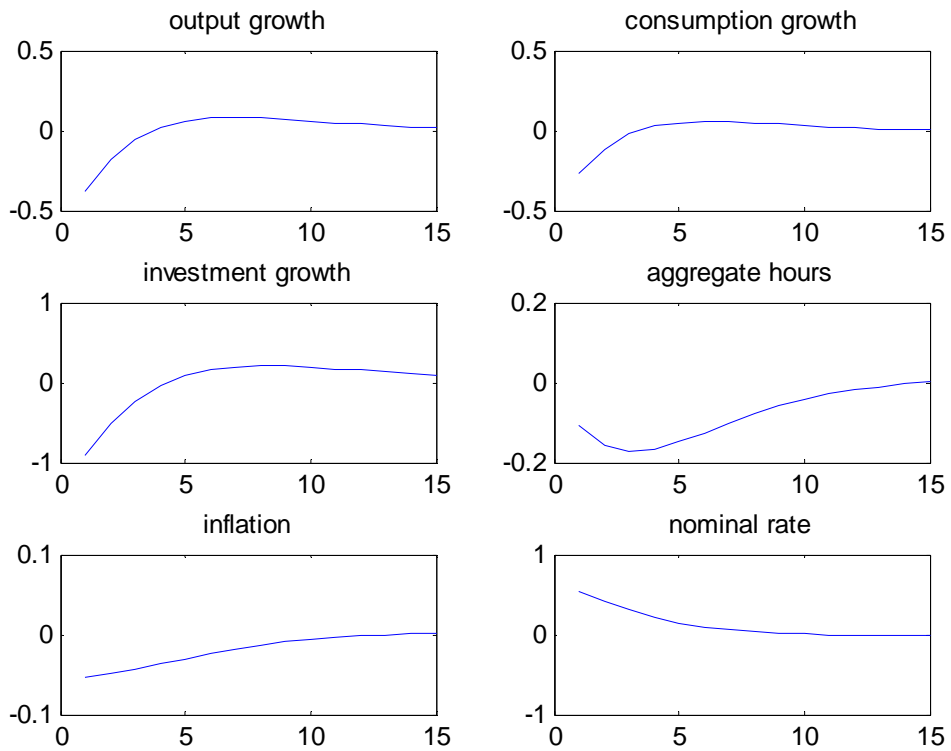 output growth
0.5
0
-0.5
0 5 10 15
consumption growth
0.5
0
-0.5
0 5 10 15
investment growth
1
0
-1
0 5 10 15
aggregate hours
0.2
0
-0.2
0 5 10 15
inflation
0.1
0
-0.1
0 5 10 15
nominal rate
1
0
-1
0 5 10 15